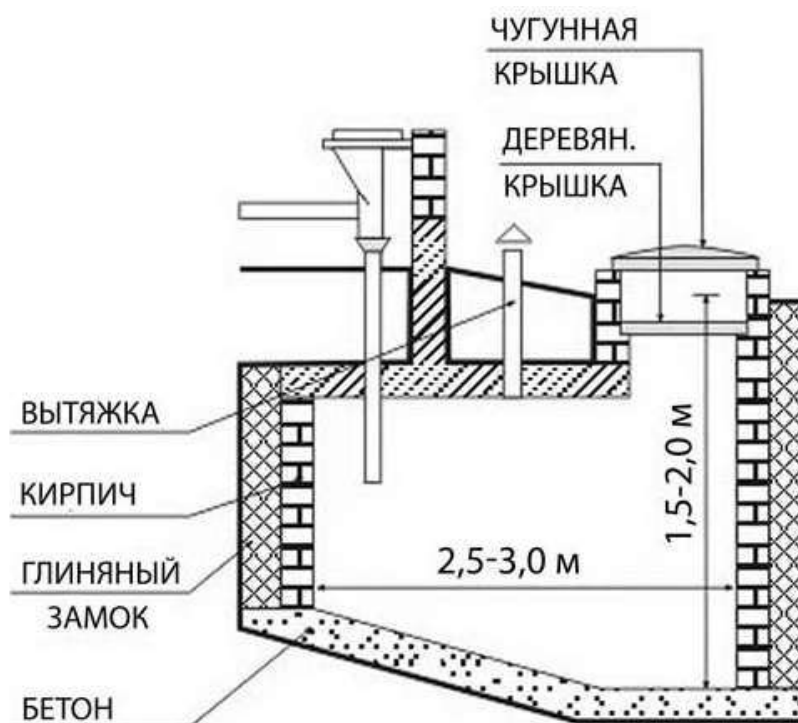 ЧУГУННАЯ
КРЫШКА
ДЕРЕВЯН.
КРЫШКА
ВЫТЯЖКА
КИРПИЧ
ГЛИНЯНЫЙ
ЗАМОК
БЕТОН
2,5-3,0 м
1,5-2,0 м